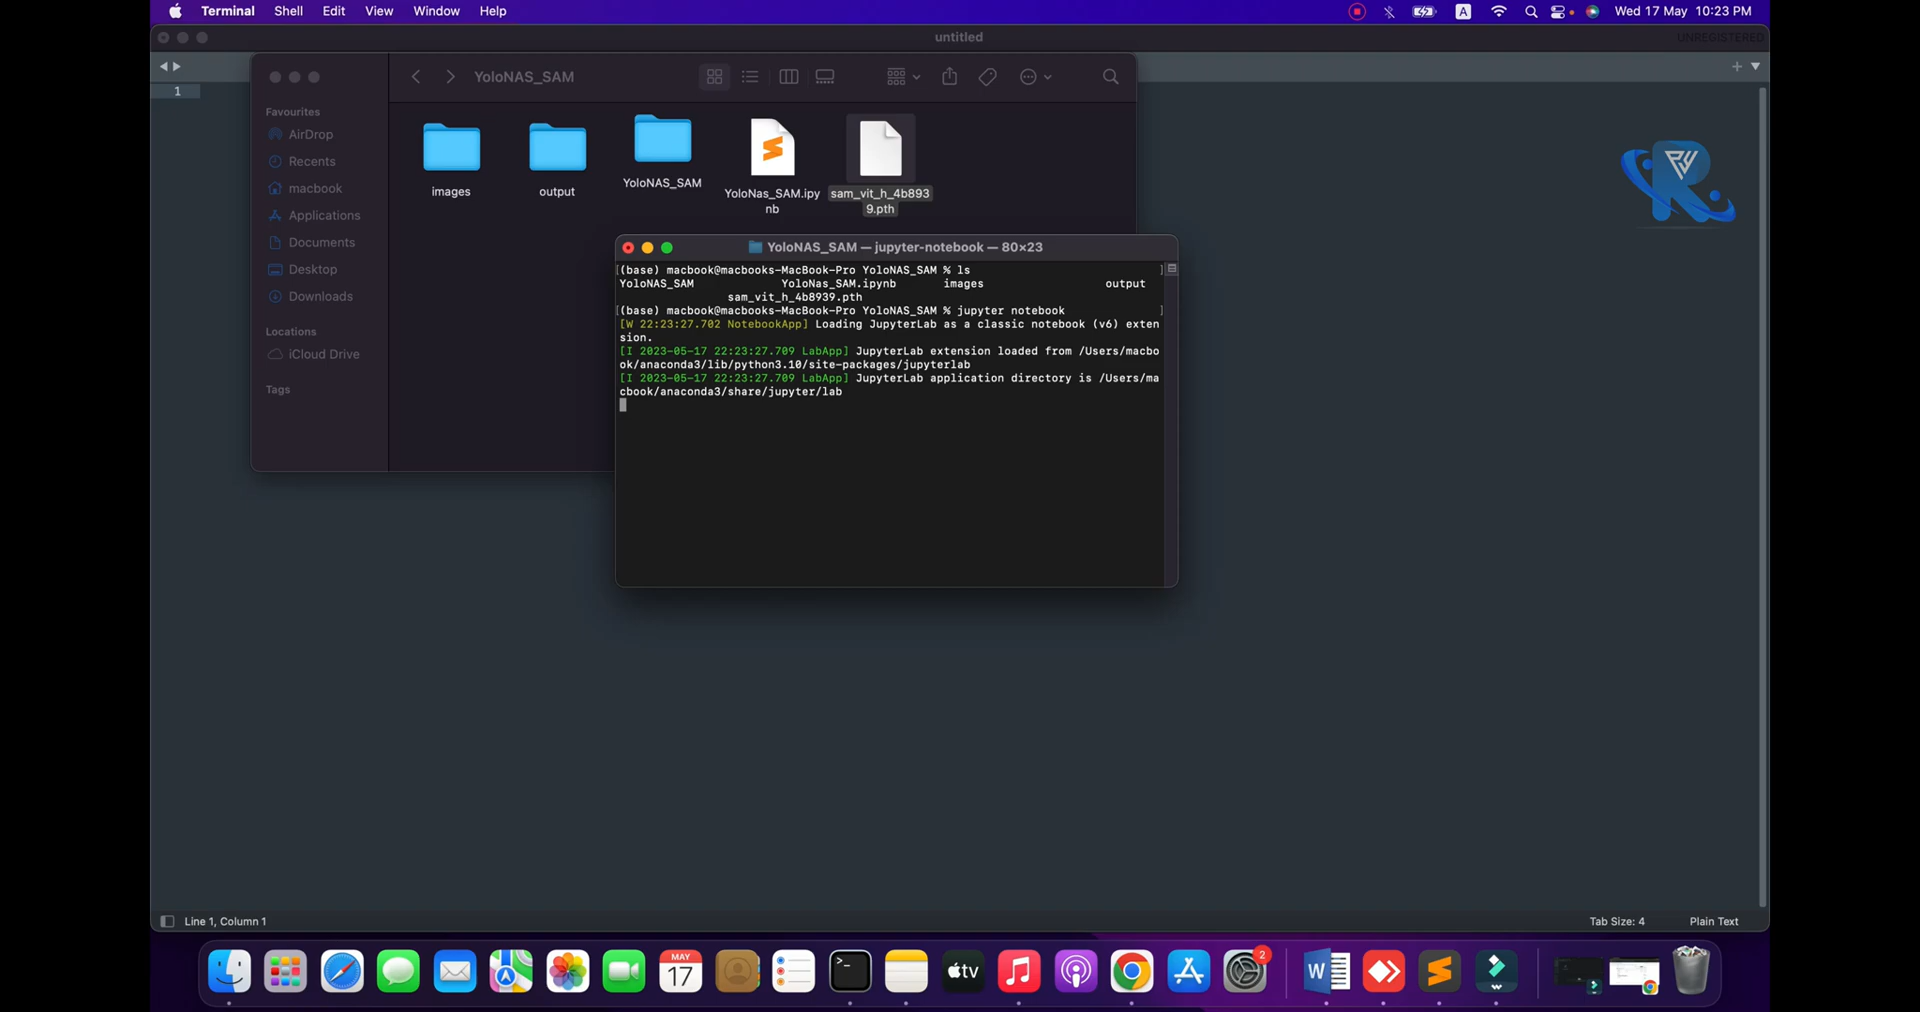 Terminal Shell Edit View Window Help
A
Wed 17 May 10:23 PM
untitled
UNREGISTERED
YoloNAS_SAM
1
Favourites
AirDrop
Recents
macbook
Applications
Documents
Desktop
Downloads
Locations
iCloud Drive
Tags
images
output
YoloNAS_SAM
YoloNas_SAM.ipy
nb
sam_vit_h_4b893
9.pth
YoloNAS_SAM — jupyter-notebook — 80×23
[(base) macbook@macbooks-MacBook-Pro YoloNAS_SAM % ls ]
YoloNAS_SAM YoloNas_SAM.ipynb images output
sam_vit_h_4b8939.pth
[(base) macbook@macbooks-MacBook-Pro YoloNAS_SAM % jupyter notebook ]
[W 22:23:27.702 NotebookApp] Loading JupyterLab as a classic notebook (v6) exten
sion.
[I 2023-05-17 22:23:27.709 LabApp] JupyterLab extension loaded from /Users/macbo
ok/anaconda3/lib/python3.10/site-packages/jupyterlab
[I 2023-05-17 22:23:27.709 LabApp] JupyterLab application directory is /Users/ma
cbook/anaconda3/share/jupyter/lab
Line 1, Column 1
Tab Size: 4
Plain Text
MAY
17
>_
tv
2
W